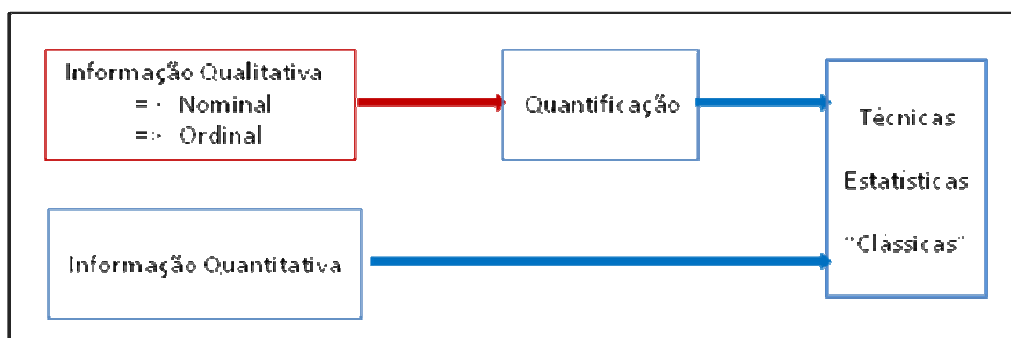 Informação Qualitativa
=> Nominal
=> Ordinal
Quantificação
Técnicas
Estatísticas
"Clássicas"
Informação Quantitativa